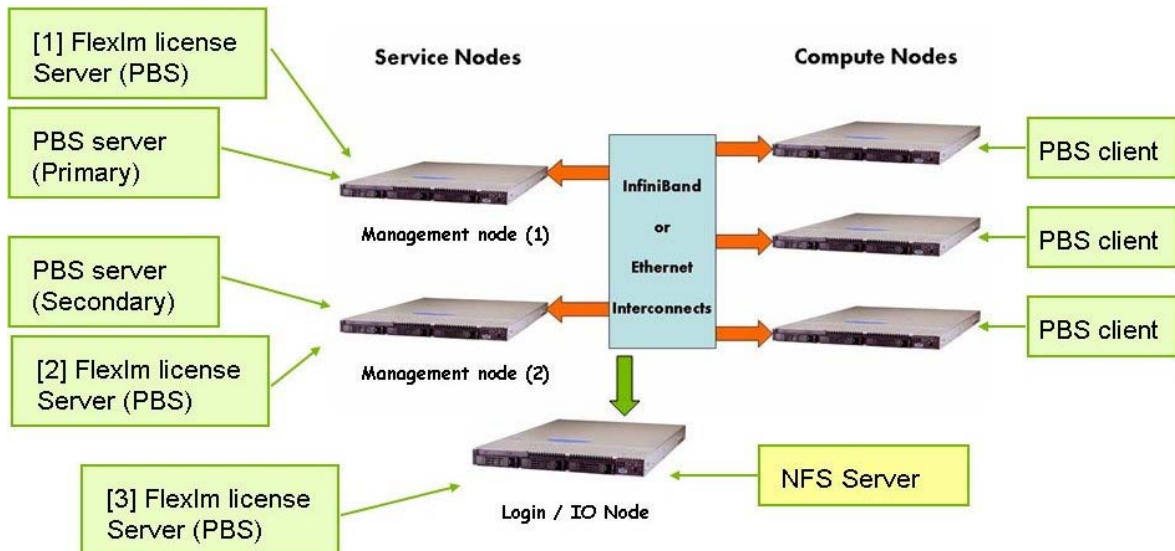 [1] Flexlm license
Server (PBS)
Service Nodes
Compute Nodes
PBS server
(Primary)
PBS client
InfiniBand
or
Ethernet
Interconnects
Management node (1)
PBS client
PBS server
(Secondary)
PBS client
[2] Flexlm license
Server (PBS)
Management node (2)
[3] Flexlm license
Server (PBS)
Login / IO Node
NFS Server